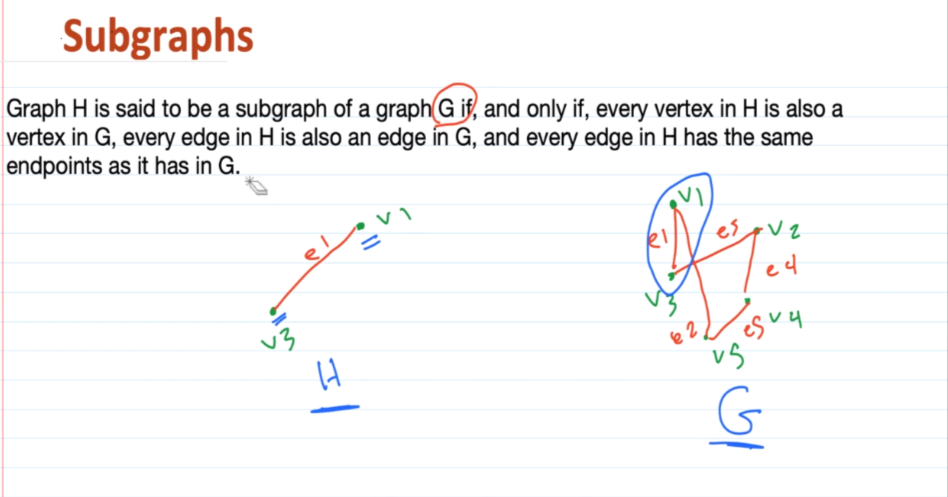 Subgraphs
Graph H is said to be a subgraph of a graph G if, and only if, every vertex in H is also a
vertex in G, every edge in H is also an edge in G, and every edge in H has the same
endpoints as it has in G.
v1
e1
v3
H
v1
e1
e5
v2
e4
v3
e2
e5
v4
v5
G